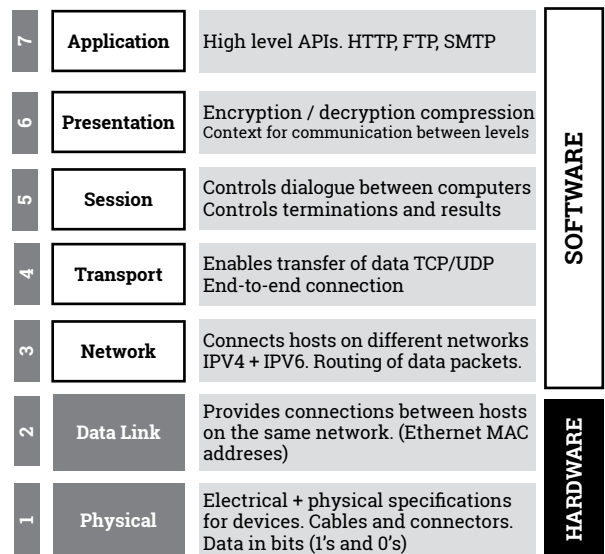 7
Application
High level APIs. HTTP, FTP, SMTP
6
Presentation
Encryption / decryption compression
Context for communication between levels
5
Session
Controls dialogue between computers
Controls terminations and results
4
Transport
Enables transfer of data TCP/UDP
End-to-end connection
3
Network
Connects hosts on different networks
IPV4 + IPV6. Routing of data packets.
SOFTWARE
2
Data Link
Provides connections between hosts
on the same network. (Ethernet MAC
addreses)
1
Physical
Electrical + physical specifications
for devices. Cables and connectors.
Data in bits (1's and 0's)
HARDWARE